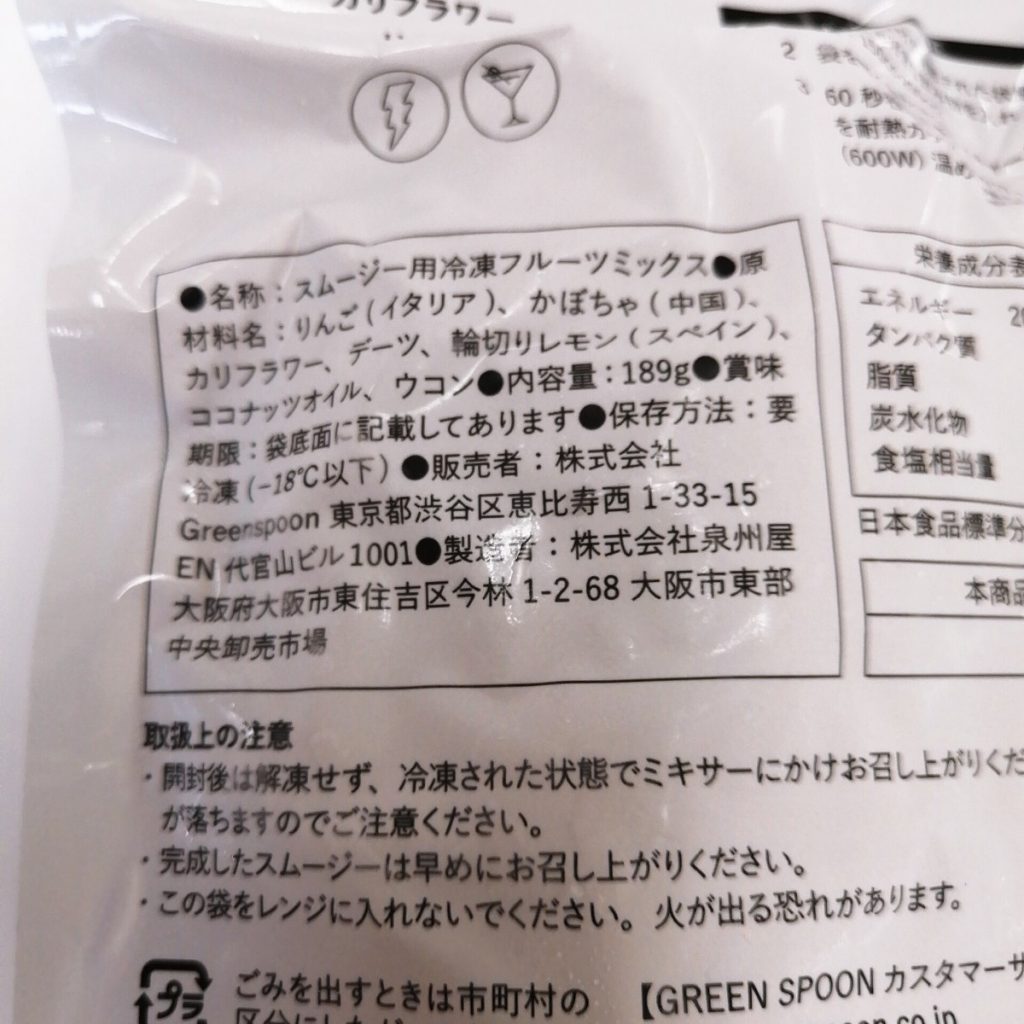 カリフラワー
2
3 60 秒
を耐熱
(600W) 温め
●名称：スムージー用冷凍フルーツミックス●原
材料名：りんご(イタリア)、かぼちゃ(中国)、
カリフラワー、デーツ、輪切りレモン(スペイン)、
ココナッツオイル、ウコン●内容量：189g●賞味
期限：袋底面に記載してあります●保存方法：要
冷凍(-18℃以下)●販売者：株式会社
Greenspoon 東京都渋谷区恵比寿西 1-33-15
EN 代官山ビル 1001●製造者：株式会社泉州屋
大阪府大阪市東住吉区今林 1-2-68 大阪市東部
中央卸売市場
栄養成分表
エネルギー
タンパク質
脂質
炭水化物
食塩相当量
日本食品標準分
本商品
取扱上の注意
・開封後は解凍せず、冷凍された状態でミキサーにかけお召し上がりくだ
が落ちますのでご注意ください。
・完成したスムージーは早めにお召し上がりください。
・この袋をレンジに入れないでください。火が出る恐れがあります。
プラ
ごみを出すときは市町村の
区分にした
【GREEN SPOON カスタマーサ
on.co.jp